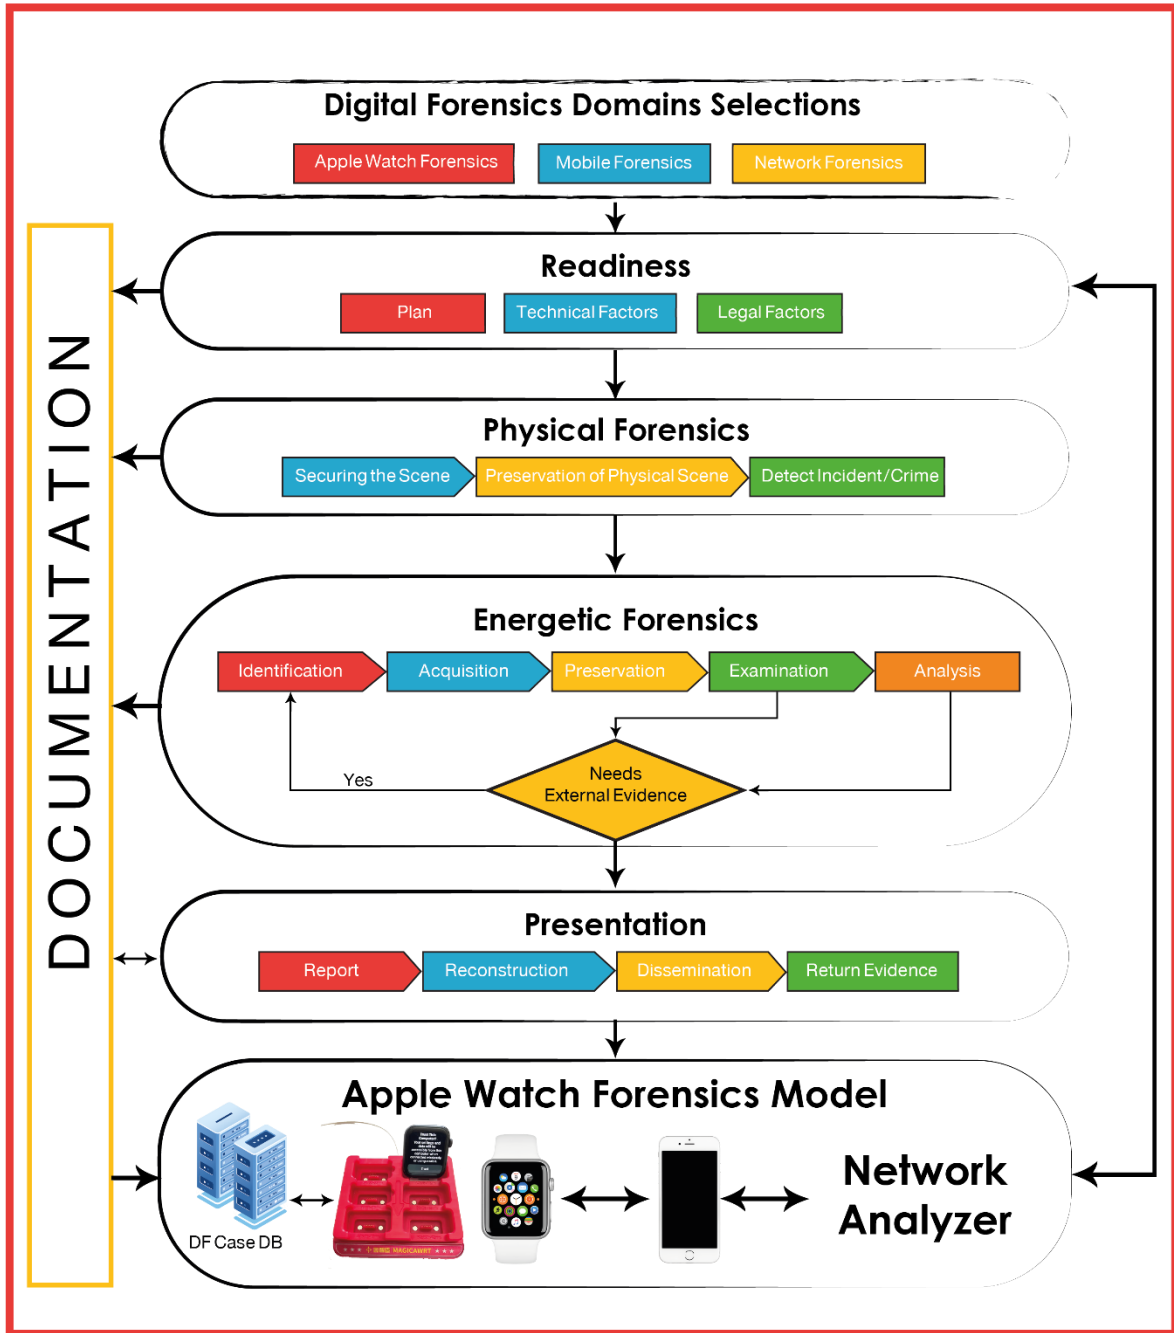 Digital Forensics Domains Selections
Apple Watch Forensics
Mobile Forensics
Network Forensics
DOCUMENTATION
Readiness
Plan
Technical Factors
Legal Factors
Physical Forensics
Securing the Scene
Preservation of Physical Scene
Detect Incident/Crime
Energetic Forensics
Identification
Acquisition
Preservation
Examination
Analysis
Needs
External Evidence
Yes
Presentation
Report
Reconstruction
Dissemination
Return Evidence
Apple Watch Forensics Model
DF Case DB
MAGICAWRT
Network
Analyzer